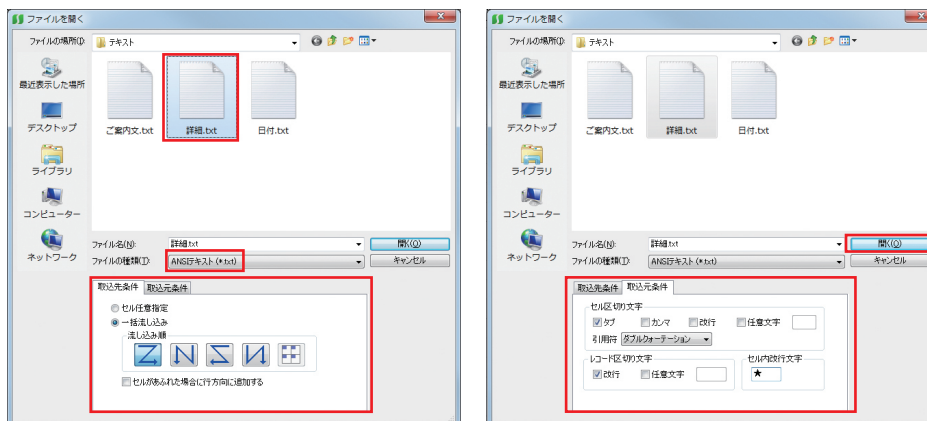 ファイルを開く
ファイルの場所(I):
テキスト
最近表示した場所
デスクトップ
ライブラリ
コンピューター
ネットワーク
ご案内文.txt
詳細.txt
日付.txt
ファイル名(N):
詳細.txt
開く(O)
ファイルの種類(T):
ANSIテキスト (*.txt)
キャンセル
取込先条件
取込元条件
セル任意指定
一括流し込み
流し込み順
セルがあふれた場合に行方向に追加する
ファイルを開く
ファイルの場所(I):
テキスト
最近表示した場所
デスクトップ
ライブラリ
コンピューター
ネットワーク
ご案内文.txt
詳細.txt
日付.txt
ファイル名(N):
詳細.txt
開く(O)
ファイルの種類(T):
ANSIテキスト (*.txt)
キャンセル
取込先条件
取込元条件
セル区切り文字
タブ
カンマ
改行
任意文字
引用符
ダブルクォーテーション
レコード区切り文字
改行
任意文字
セル内改行文字
★